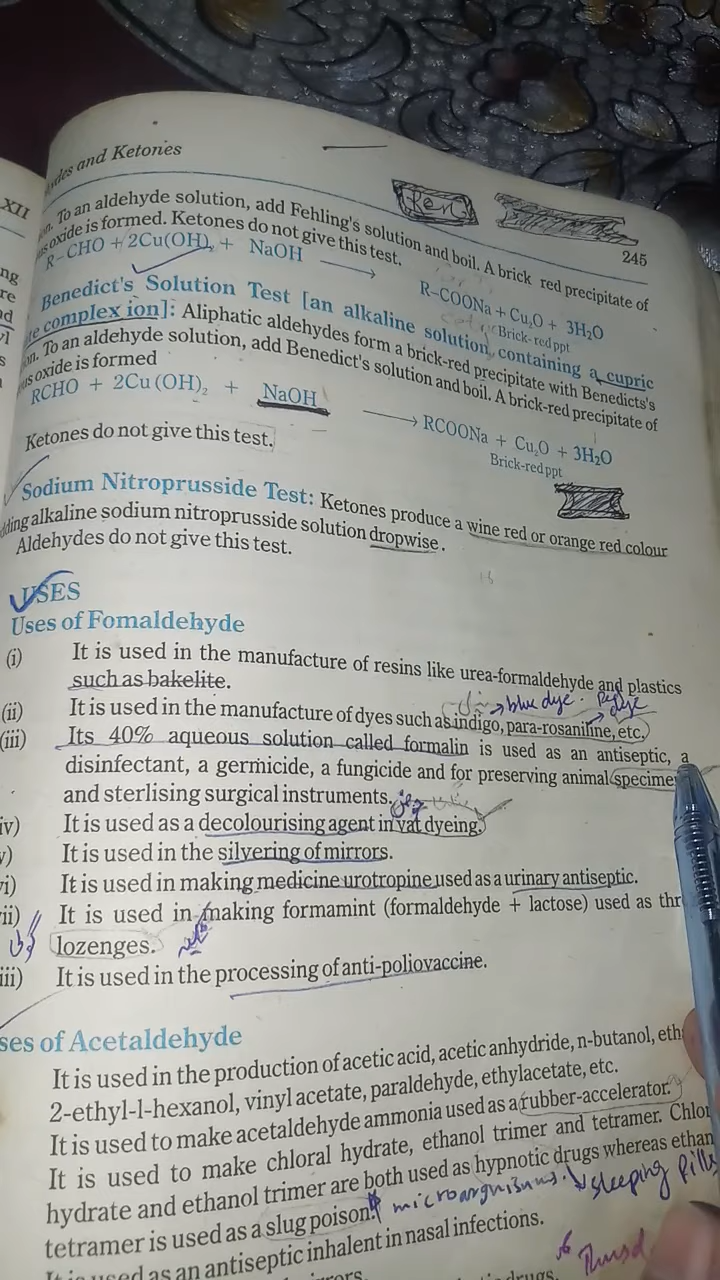 XII
ydes and Ketones
Ren
245
on. To an aldehyde solution, add Fehling's solution and boil. A brick red precipitate of
us oxide is formed. Ketones do not give this test.
R–CHO + 2Cu(OH)₂ + NaOH ⟶ R–COONa + Cu₂O + 3H₂O
Brick-red ppt
Benedict's Solution Test [an alkaline solution, containing a cupric
te complex ion]: Aliphatic aldehydes form a brick-red precipitate with Benedicts's
on. To an aldehyde solution, add Benedict's solution and boil. A brick-red precipitate of
us oxide is formed
RCHO + 2Cu(OH)₂ + NaOH ⟶ RCOONa + Cu₂O + 3H₂O
Brick-red ppt
Ketones do not give this test.
Sodium Nitroprusside Test: Ketones produce a wine red or orange red colour
dding alkaline sodium nitroprusside solution dropwise.
Aldehydes do not give this test.
USES
Uses of Fomaldehyde
(i) It is used in the manufacture of resins like urea-formaldehyde and plastics
such as bakelite.
blue dye.
(ii) It is used in the manufacture of dyes such as indigo, para-rosaniline, etc.
(iii) Its 40% aqueous solution called formalin is used as an antiseptic, a
disinfectant, a germicide, a fungicide and for preserving animal specime
and sterlising surgical instruments.
iv) It is used as a decolourising agent in vat dyeing.
v) It is used in the silvering of mirrors.
vi) It is used in making medicine urotropine used as a urinary antiseptic.
ii) It is used in making formamint (formaldehyde + lactose) used as thr
lozenges.
iii) It is used in the processing of anti-poliovaccine.
ses of Acetaldehyde
It is used in the production of acetic acid, acetic anhydride, n-butanol, eth
2-ethyl-l-hexanol, vinyl acetate, paraldehyde, ethylacetate, etc.
It is used to make acetaldehyde ammonia used as a rubber-accelerator.
It is used to make chloral hydrate, ethanol trimer and tetramer. Chlor
hydrate and ethanol trimer are both used as hypnotic drugs whereas ethan
tetramer is used as a slug poison.
microarguisums. sleeping pills
used as an antiseptic inhalent in nasal infections.
drugs.